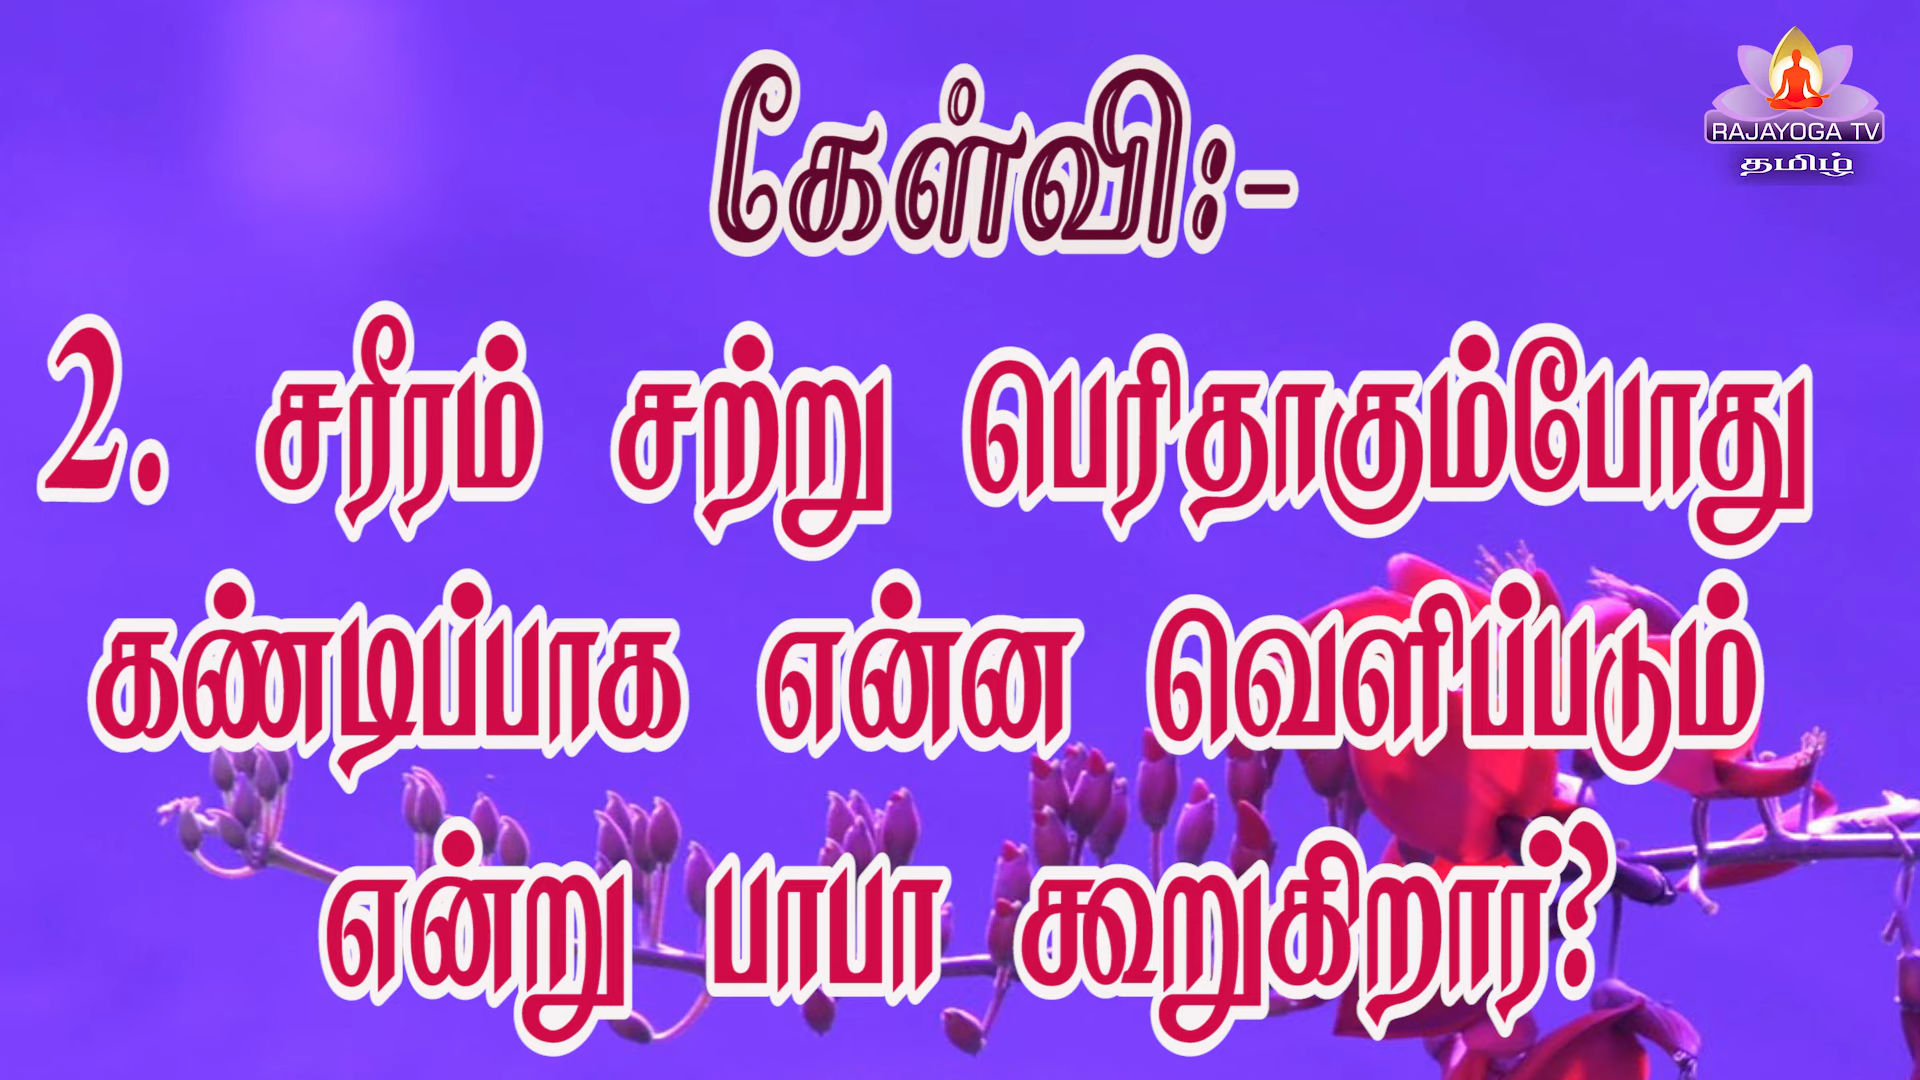 கேள்வி:-
RAJAYOGA TV
தமிழ்
2. சரீரம் சற்று பெரிதாகும்போது
கண்டிப்பாக என்ன வெளிப்படும்
என்று பாபா கூறுகிறார்?